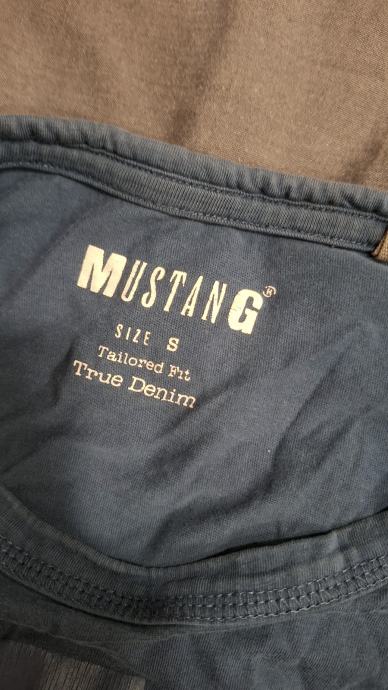 MUSTANG®
SIZE S
Tailored Fit
True Denim